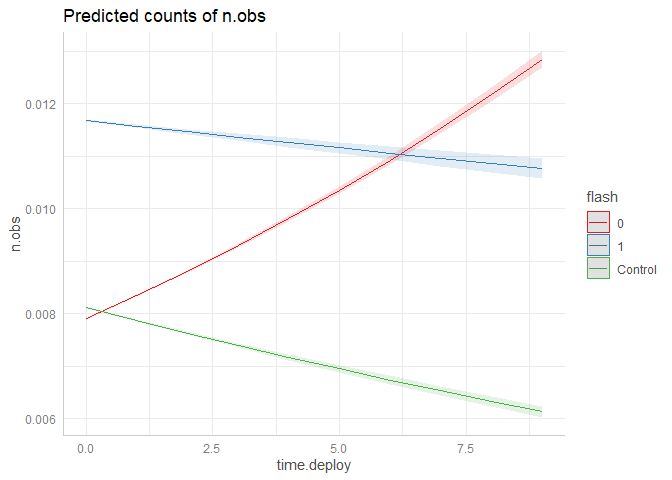 Predicted counts of n.obs
0.012
0.010
0.008
0.006
n.obs
0.0
2.5
5.0
7.5
time.deploy
flash
0
1
Control